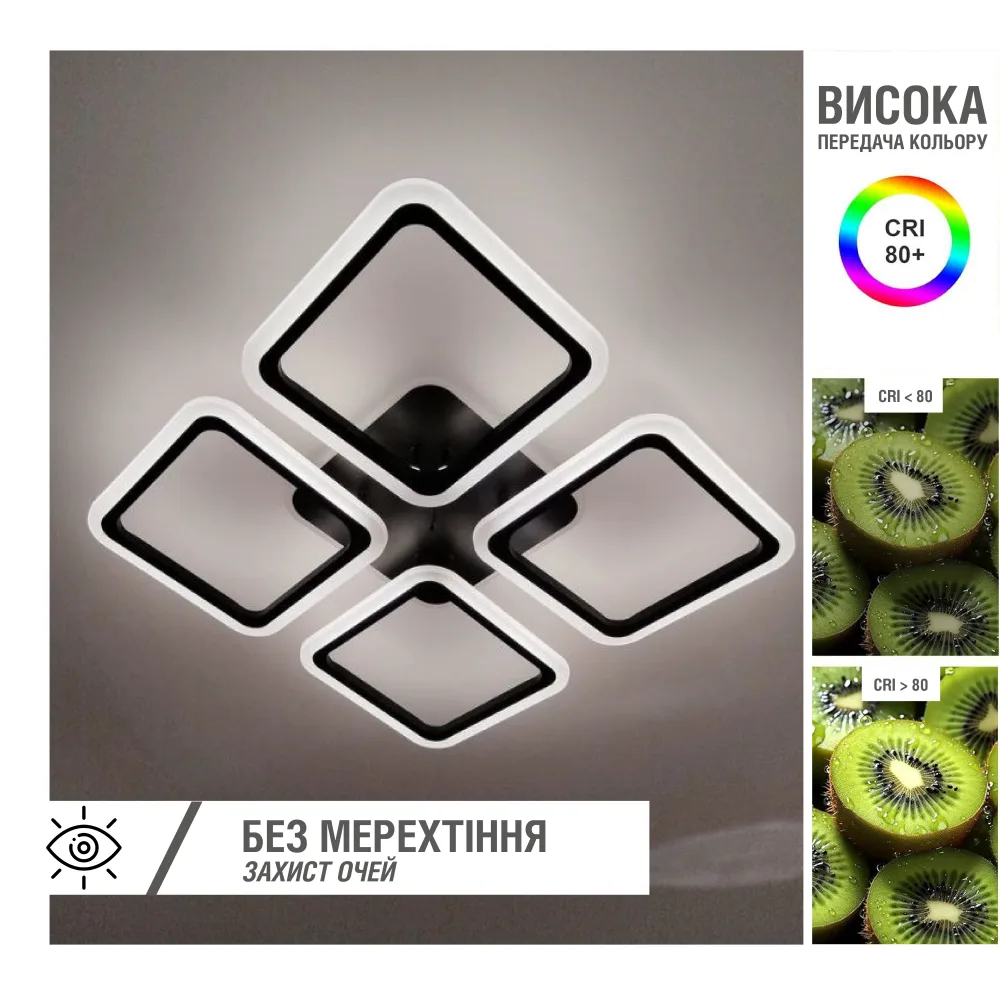 ВИСОКА
ПЕРЕДАЧА КОЛЬОРУ
CRI
80+
CRI < 80
CRI > 80
БЕЗ МЕРЕХТІННЯ
ЗАХИСТ ОЧЕЙ